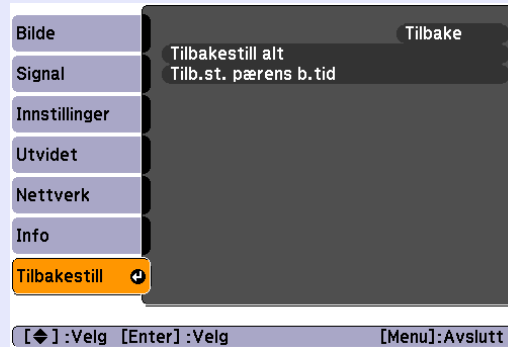 Bilde
Signal
Innstillinger
Utvidet
Nettverk
Info
Tilbakestill
Tilbake
Tilbakestill alt
Tilb.st. pærens b.tid
[◆] :Velg [Enter] :Velg [Menu]:Avslutt